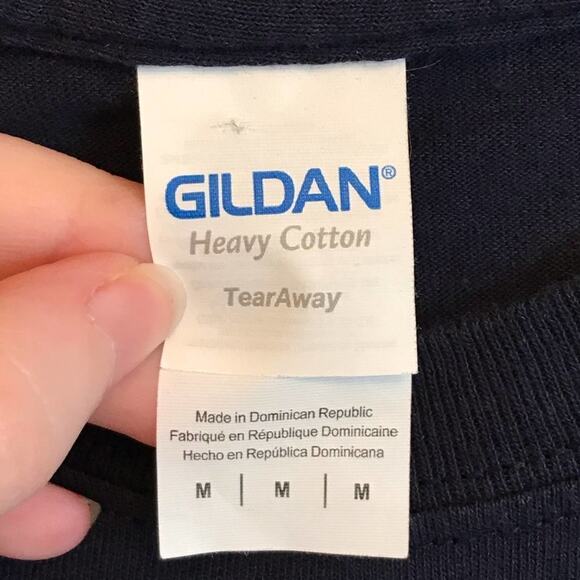 GILDAN®
Heavy Cotton
TearAway
Made in Dominican Republic
Fabriqué en République Dominicaine
Hecho en República Dominicana
M | M | M